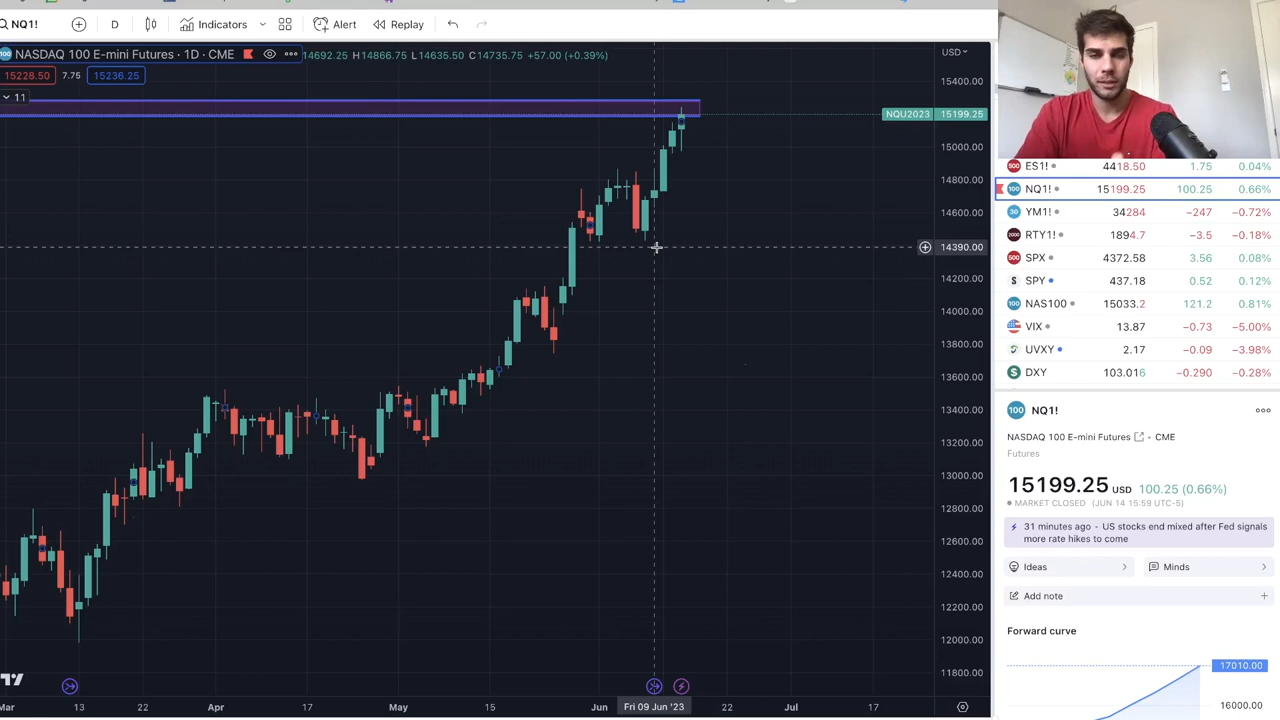 NQ1!
D
Indicators
Alert
Replay
NASDAQ 100 E-mini Futures · 1D · CME
14692.25 H14866.75 L14635.50 C14735.75 +57.00 (+0.39%)
USD
15228.50 7.75 15236.25
11
15400.00
NQU2023 15199.25
15000.00
14800.00
14600.00
14390.00
14200.00
14000.00
13800.00
13600.00
13400.00
13200.00
13000.00
12800.00
12600.00
12400.00
12200.00
12000.00
11800.00
Mar 13 22 Apr 17 May 15 Jun Fri 09 Jun '23 22 Jul 17
ES1! 4418.50 1.75 0.04%
NQ1! 15199.25 100.25 0.66%
YM1! 34284 −247 −0.72%
RTY1! 1894.7 −3.5 −0.18%
SPX 4372.58 3.56 0.08%
SPY 437.18 0.52 0.12%
NAS100 15033.2 121.2 0.81%
VIX 13.87 −0.73 −5.00%
UVXY 2.17 −0.09 −3.98%
DXY 103.016 −0.290 −0.28%
100 NQ1!
NASDAQ 100 E-mini Futures • CME
Futures
15199.25 USD 100.25 (0.66%)
MARKET CLOSED (JUN 14 15:59 UTC-5)
31 minutes ago • US stocks end mixed after Fed signals
more rate hikes to come
Ideas
Minds
Add note
Forward curve
17010.00
16000.00